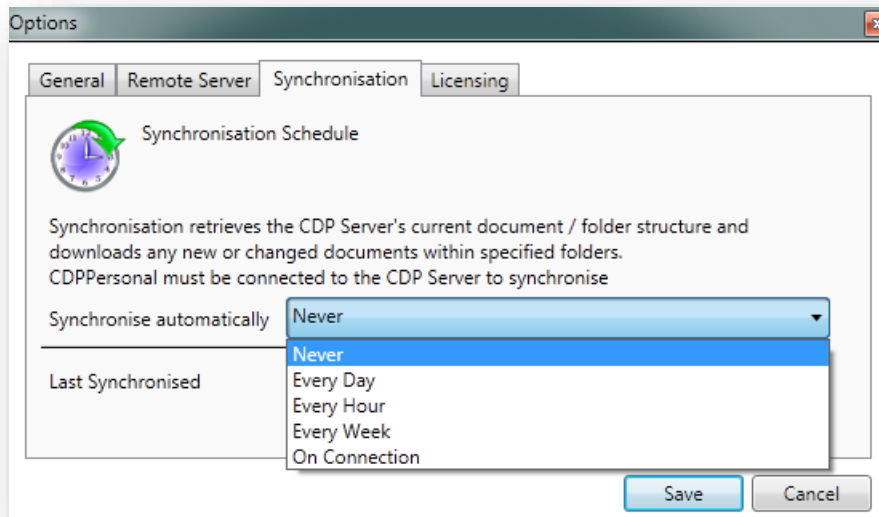 Options
General Remote Server Synchronisation Licensing
Synchronisation Schedule
Synchronisation retrieves the CDP Server's current document / folder structure and
downloads any new or changed documents within specified folders.
CDPPersonal must be connected to the CDP Server to synchronise
Synchronise automatically Never
Never
Last Synchronised Every Day
Every Hour
Every Week
On Connection
Save Cancel